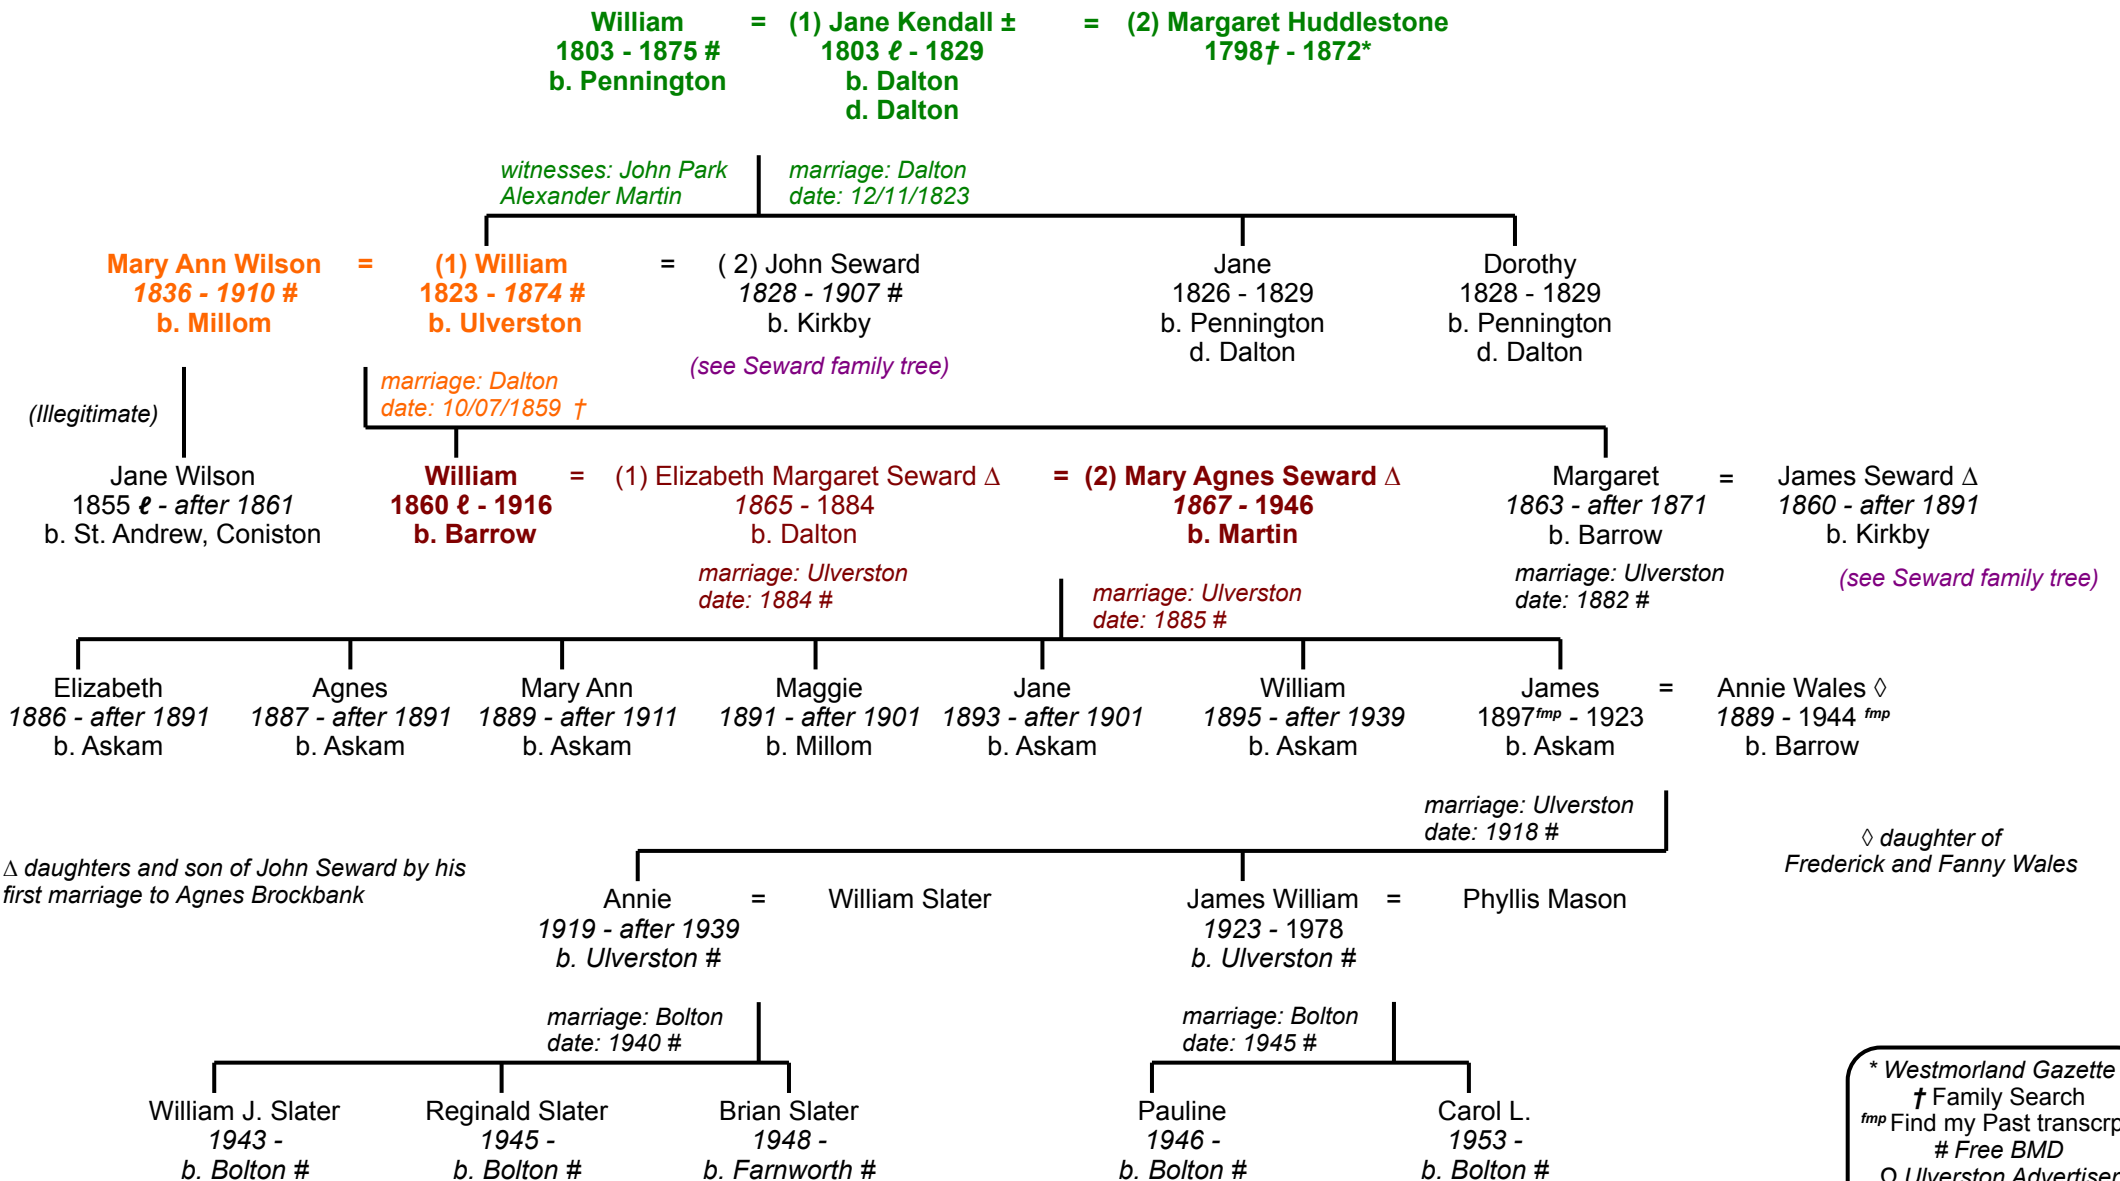 William = (1) Jane Kendall ± = (2) Margaret Huddlestone
1803 - 1875 # 1803 ℓ - 1829 1798† - 1872*
b. Pennington b. Dalton
d. Dalton
witnesses: John Park marriage: Dalton
Alexander Martin date: 12/11/1823
Mary Ann Wilson = (1) William = ( 2) John Seward Jane Dorothy
1836 - 1910 # 1823 - 1874 # 1828 - 1907 # 1826 - 1829 1828 - 1829
b. Millom b. Ulverston b. Kirkby b. Pennington b. Pennington
d. Dalton d. Dalton
(see Seward family tree)
marriage: Dalton
date: 10/07/1859 †
(Illegitimate)
Jane Wilson William = (1) Elizabeth Margaret Seward Δ = (2) Mary Agnes Seward Δ Margaret = James Seward Δ
1855 ℓ - after 1861 1860 ℓ - 1916 1865 - 1884 1867 - 1946 1863 - after 1871 1860 - after 1891
b. St. Andrew, Coniston b. Barrow b. Dalton b. Martin b. Barrow b. Kirkby
marriage: Ulverston marriage: Ulverston marriage: Ulverston (see Seward family tree)
date: 1884 # date: 1885 # date: 1882 #
Elizabeth Agnes Mary Ann Maggie Jane William James = Annie Wales ◊
1886 - after 1891 1887 - after 1891 1889 - after 1911 1891 - after 1901 1893 - after 1901 1895 - after 1939 1897fmp - 1923 1889 - 1944 fmp
b. Askam b. Askam b. Askam b. Millom b. Askam b. Askam b. Askam b. Barrow
marriage: Ulverston
date: 1918 #
◊ daughter of
Frederick and Fanny Wales
Δ daughters and son of John Seward by his
first marriage to Agnes Brockbank
Annie = William Slater James William = Phyllis Mason
1919 - after 1939 1923 - 1978
b. Ulverston # b. Ulverston #
marriage: Bolton marriage: Bolton
date: 1940 # date: 1945 #
William J. Slater Reginald Slater Brian Slater Pauline Carol L.
1943 - 1945 - 1948 - 1946 - 1953 -
b. Bolton # b. Bolton # b. Farnworth # b. Bolton # b. Bolton #
* Westmorland Gazette
† Family Search
fmp Find my Past transcrp
# Free BMD
Ulverston Advertiser